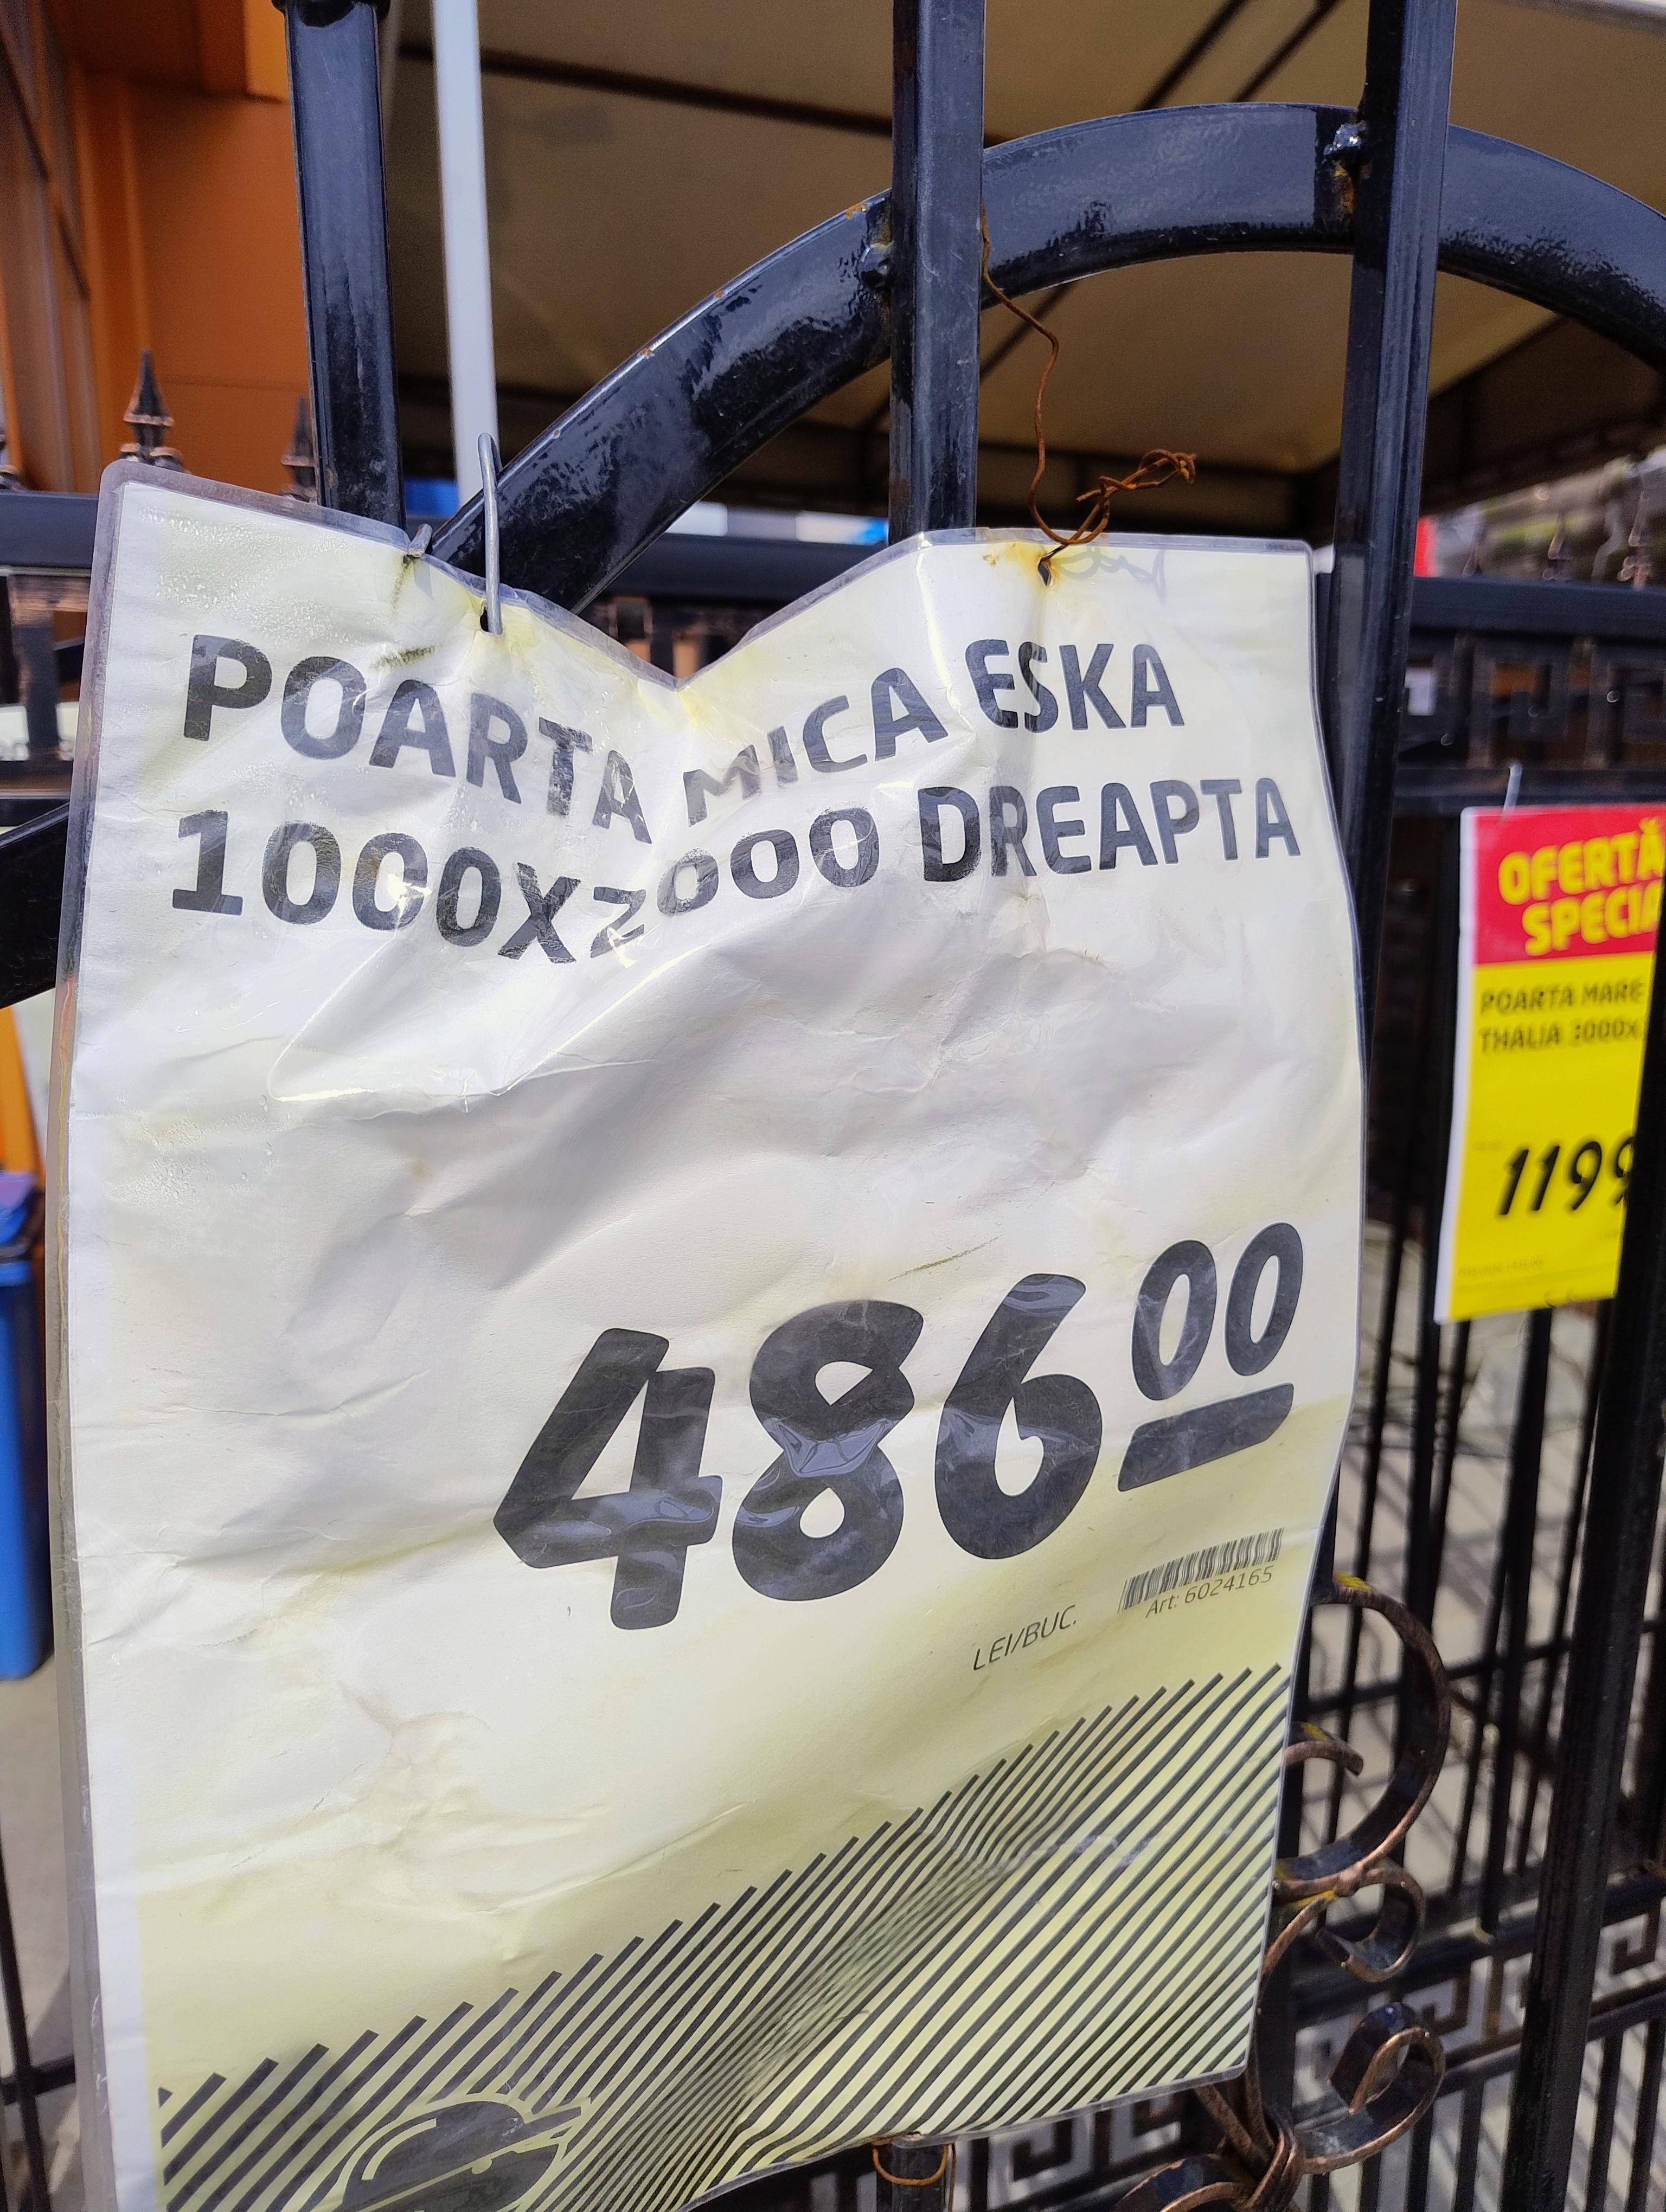 POARTA MICA ESKA
1000X2000 DREAPTA
486 00
Art: 6024165
LEI/BUC.
OFERTĂ
SPECIA
POARTA MARE
THALIA 3000x
1199